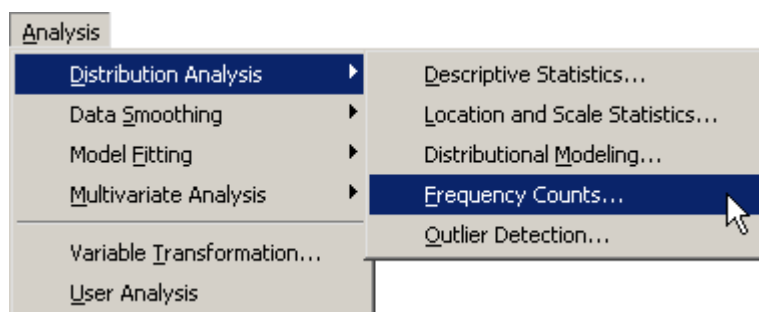 Analysis
Distribution Analysis
Data Smoothing
Model Fitting
Multivariate Analysis
Variable Transformation...
User Analysis
Descriptive Statistics...
Location and Scale Statistics...
Distributional Modeling...
Frequency Counts...
Outlier Detection...